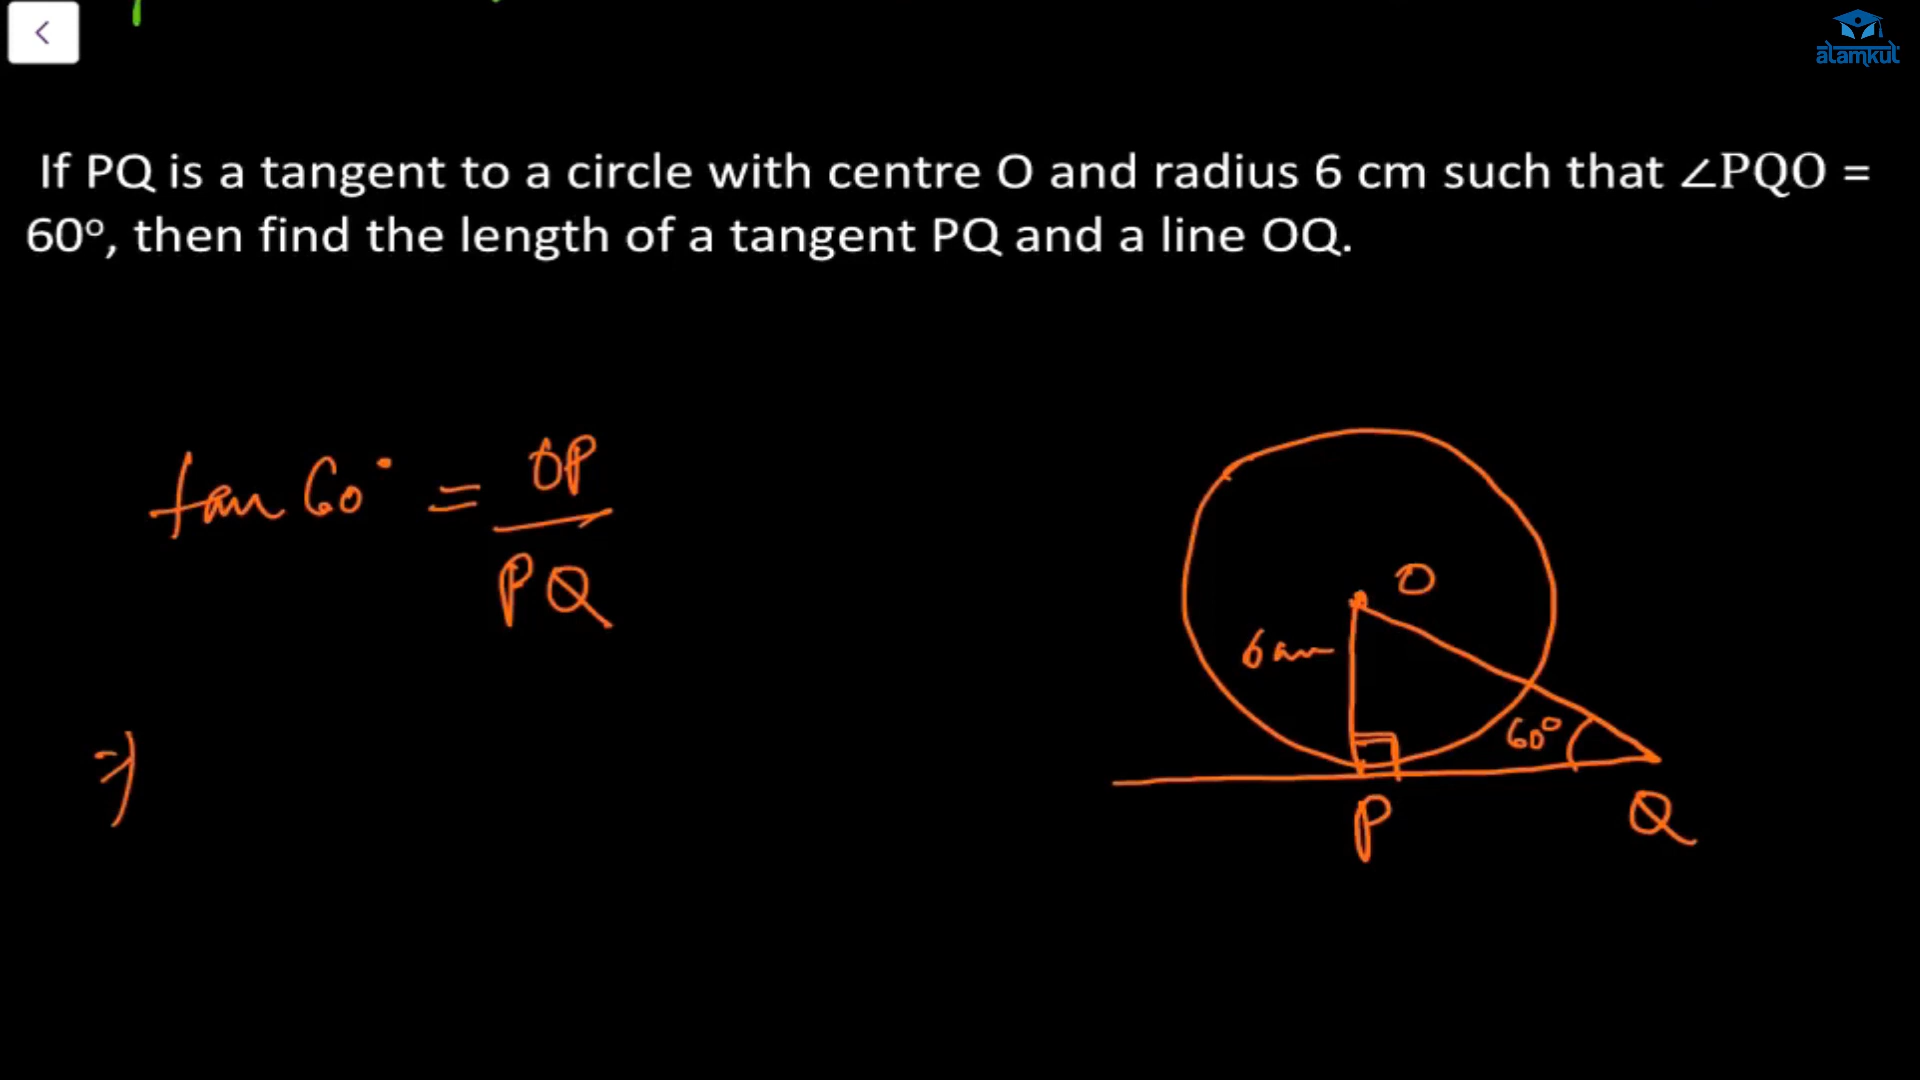 alamkul
If PQ is a tangent to a circle with centre O and radius 6 cm such that ∠PQO =
60°, then find the length of a tangent PQ and a line OQ.
tan 60° = OP / PQ
O
6 cm
60°
⇒
P
Q